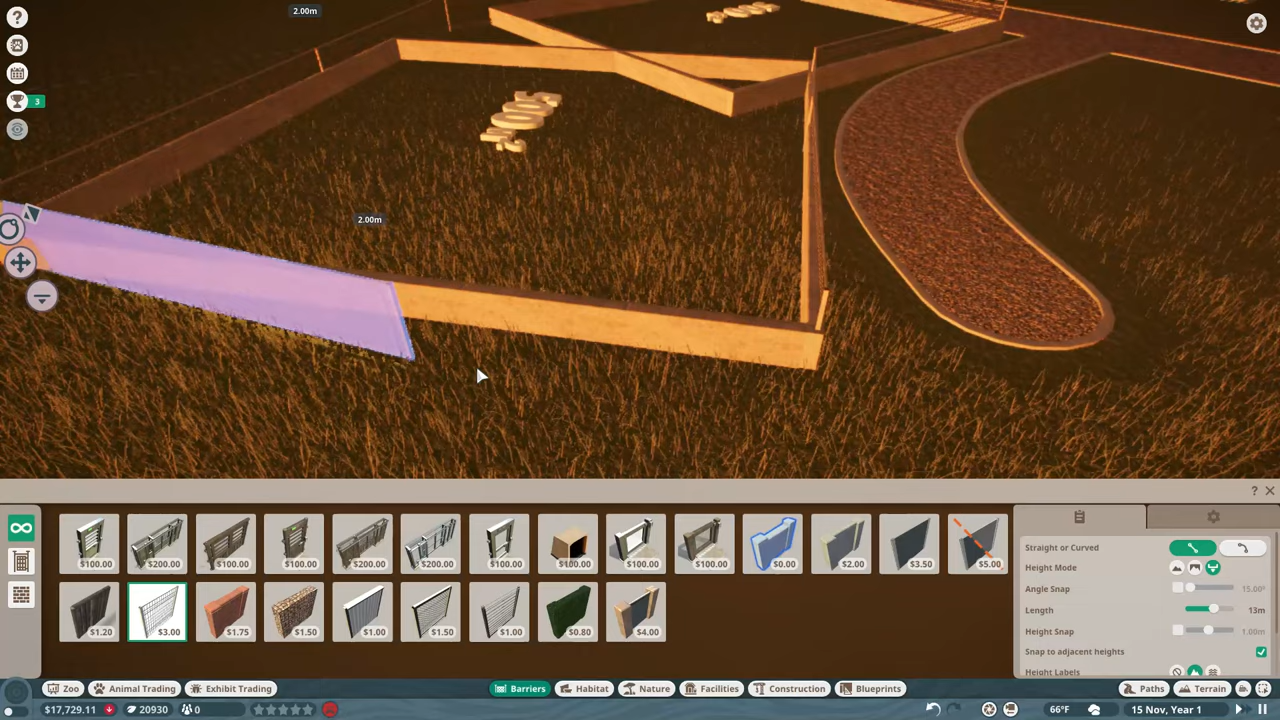 2.00m
3
2.00m
$100.00 $200.00 $100.00 $100.00 $200.00 $200.00 $100.00 $100.00 $100.00 $100.00 $0.00 $2.00 $3.50 $5.00
$1.20 $3.00 $1.75 $1.50 $1.00 $1.50 $1.00 $0.80 $4.00
Straight or Curved
Height Mode
Angle Snap 15.00°
Length 13m
Height Snap 1.00m
Snap to adjacent heights
Height Labels
Zoo Animal Trading Exhibit Trading Barriers Habitat Nature Facilities Construction Blueprints Paths Terrain
$17,729.11 20930 0 66°F 15 Nov, Year 1